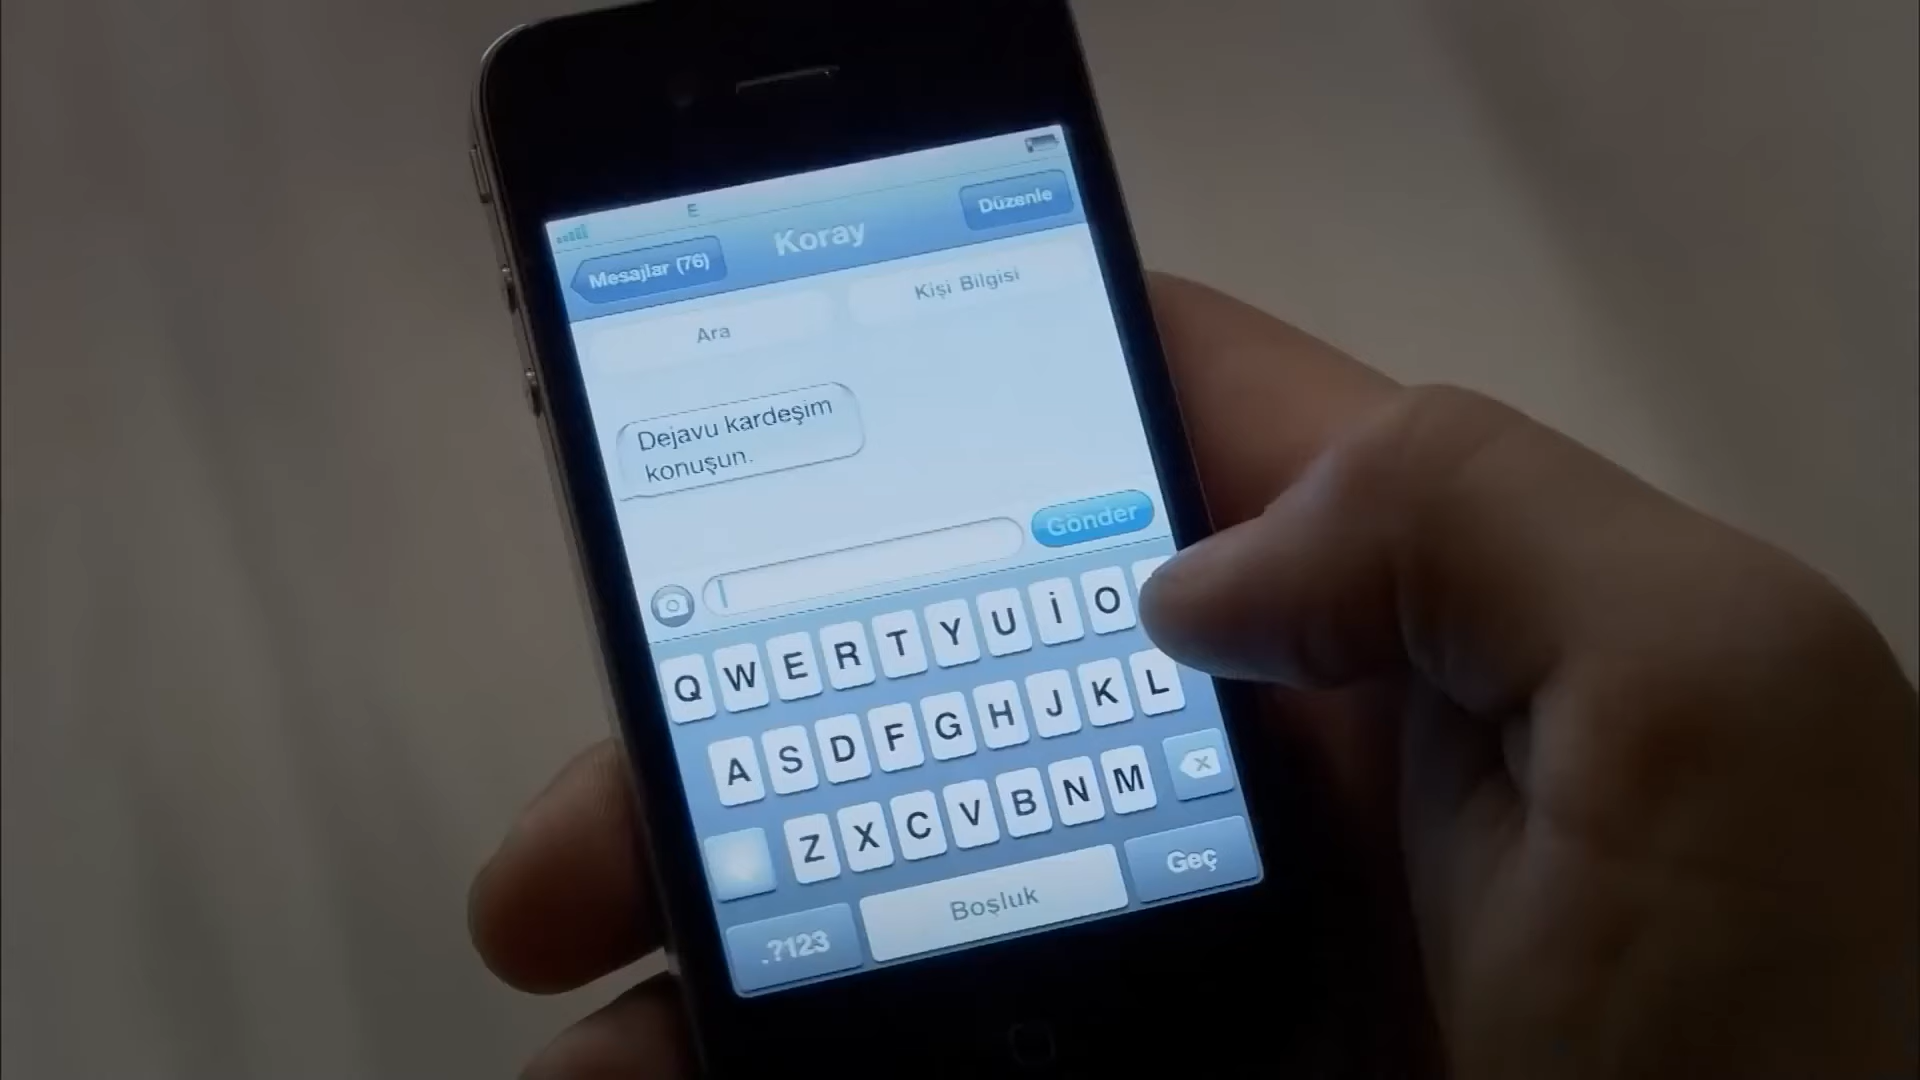 E
Mesajlar (76)
Koray
Düzenle
Ara
Kişi Bilgisi
Dejavu kardeşim
konuşun.
Gönder
Q W E R T Y U İ O
A S D F G H J K L
Z X C V B N M
.?123
Boşluk
Geç